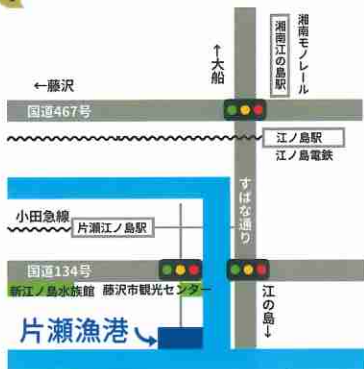 湘南モノレール
湘南江の島駅
↑大船
←藤沢
国道467号
江ノ島駅
江ノ島電鉄
すばな通り
小田急線
片瀬江ノ島駅
国道134号
新江ノ島水族館
藤沢市観光センター
江の島→
片瀬漁港